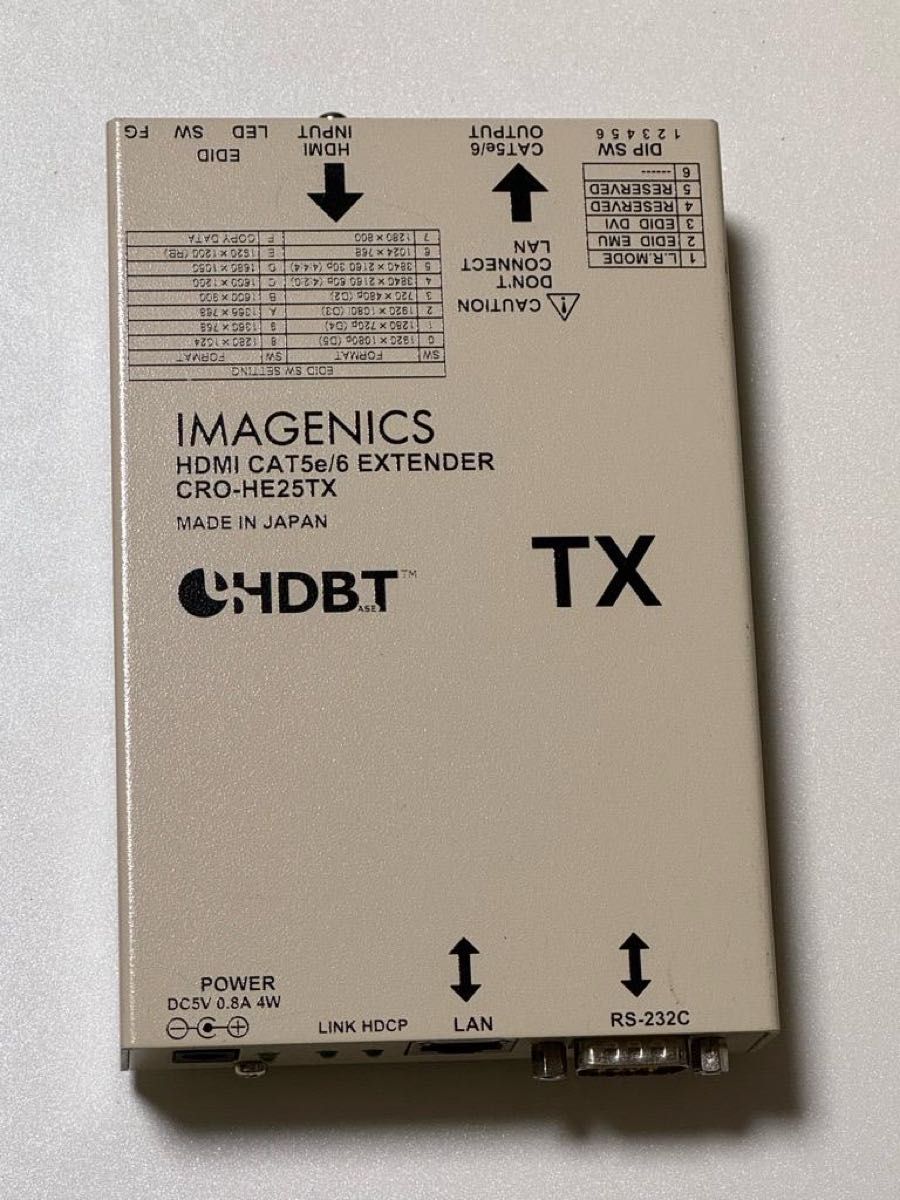 FG
SW
LED
EDID
HDMI
INPUT
CAT5e/6
OUTPUT
DIP SW
1 2 3 4 5 6
6 ------
5 RESERVED
4 RESERVED
3 EDID DVI
2 EDID EMU
1 L.R.MODE
CAUTION
DON'T
CONNECT
LAN
EDID SW SETTING
SW FORMAT SW FORMAT
0 1920×1080p (D5) 8 1280×1024
1 1280×720p (D4) 9 1360×768
2 1920×1080i (D3) A 1366×768
3 720×480p (D2) B 1600×900
4 3840×2160 60p (4:2:0) C 1600×1200
5 3840×2160 30p (4:4:4) D 1680×1050
6 1024×768 E 1920×1200 (RB)
7 1280×800 F COPY DATA
IMAGENICS
HDMI CAT5e/6 EXTENDER
CRO-HE25TX
MADE IN JAPAN
HDBT™
ASE
TX
POWER
DC5V 0.8A 4W
LINK HDCP
LAN
RS-232C